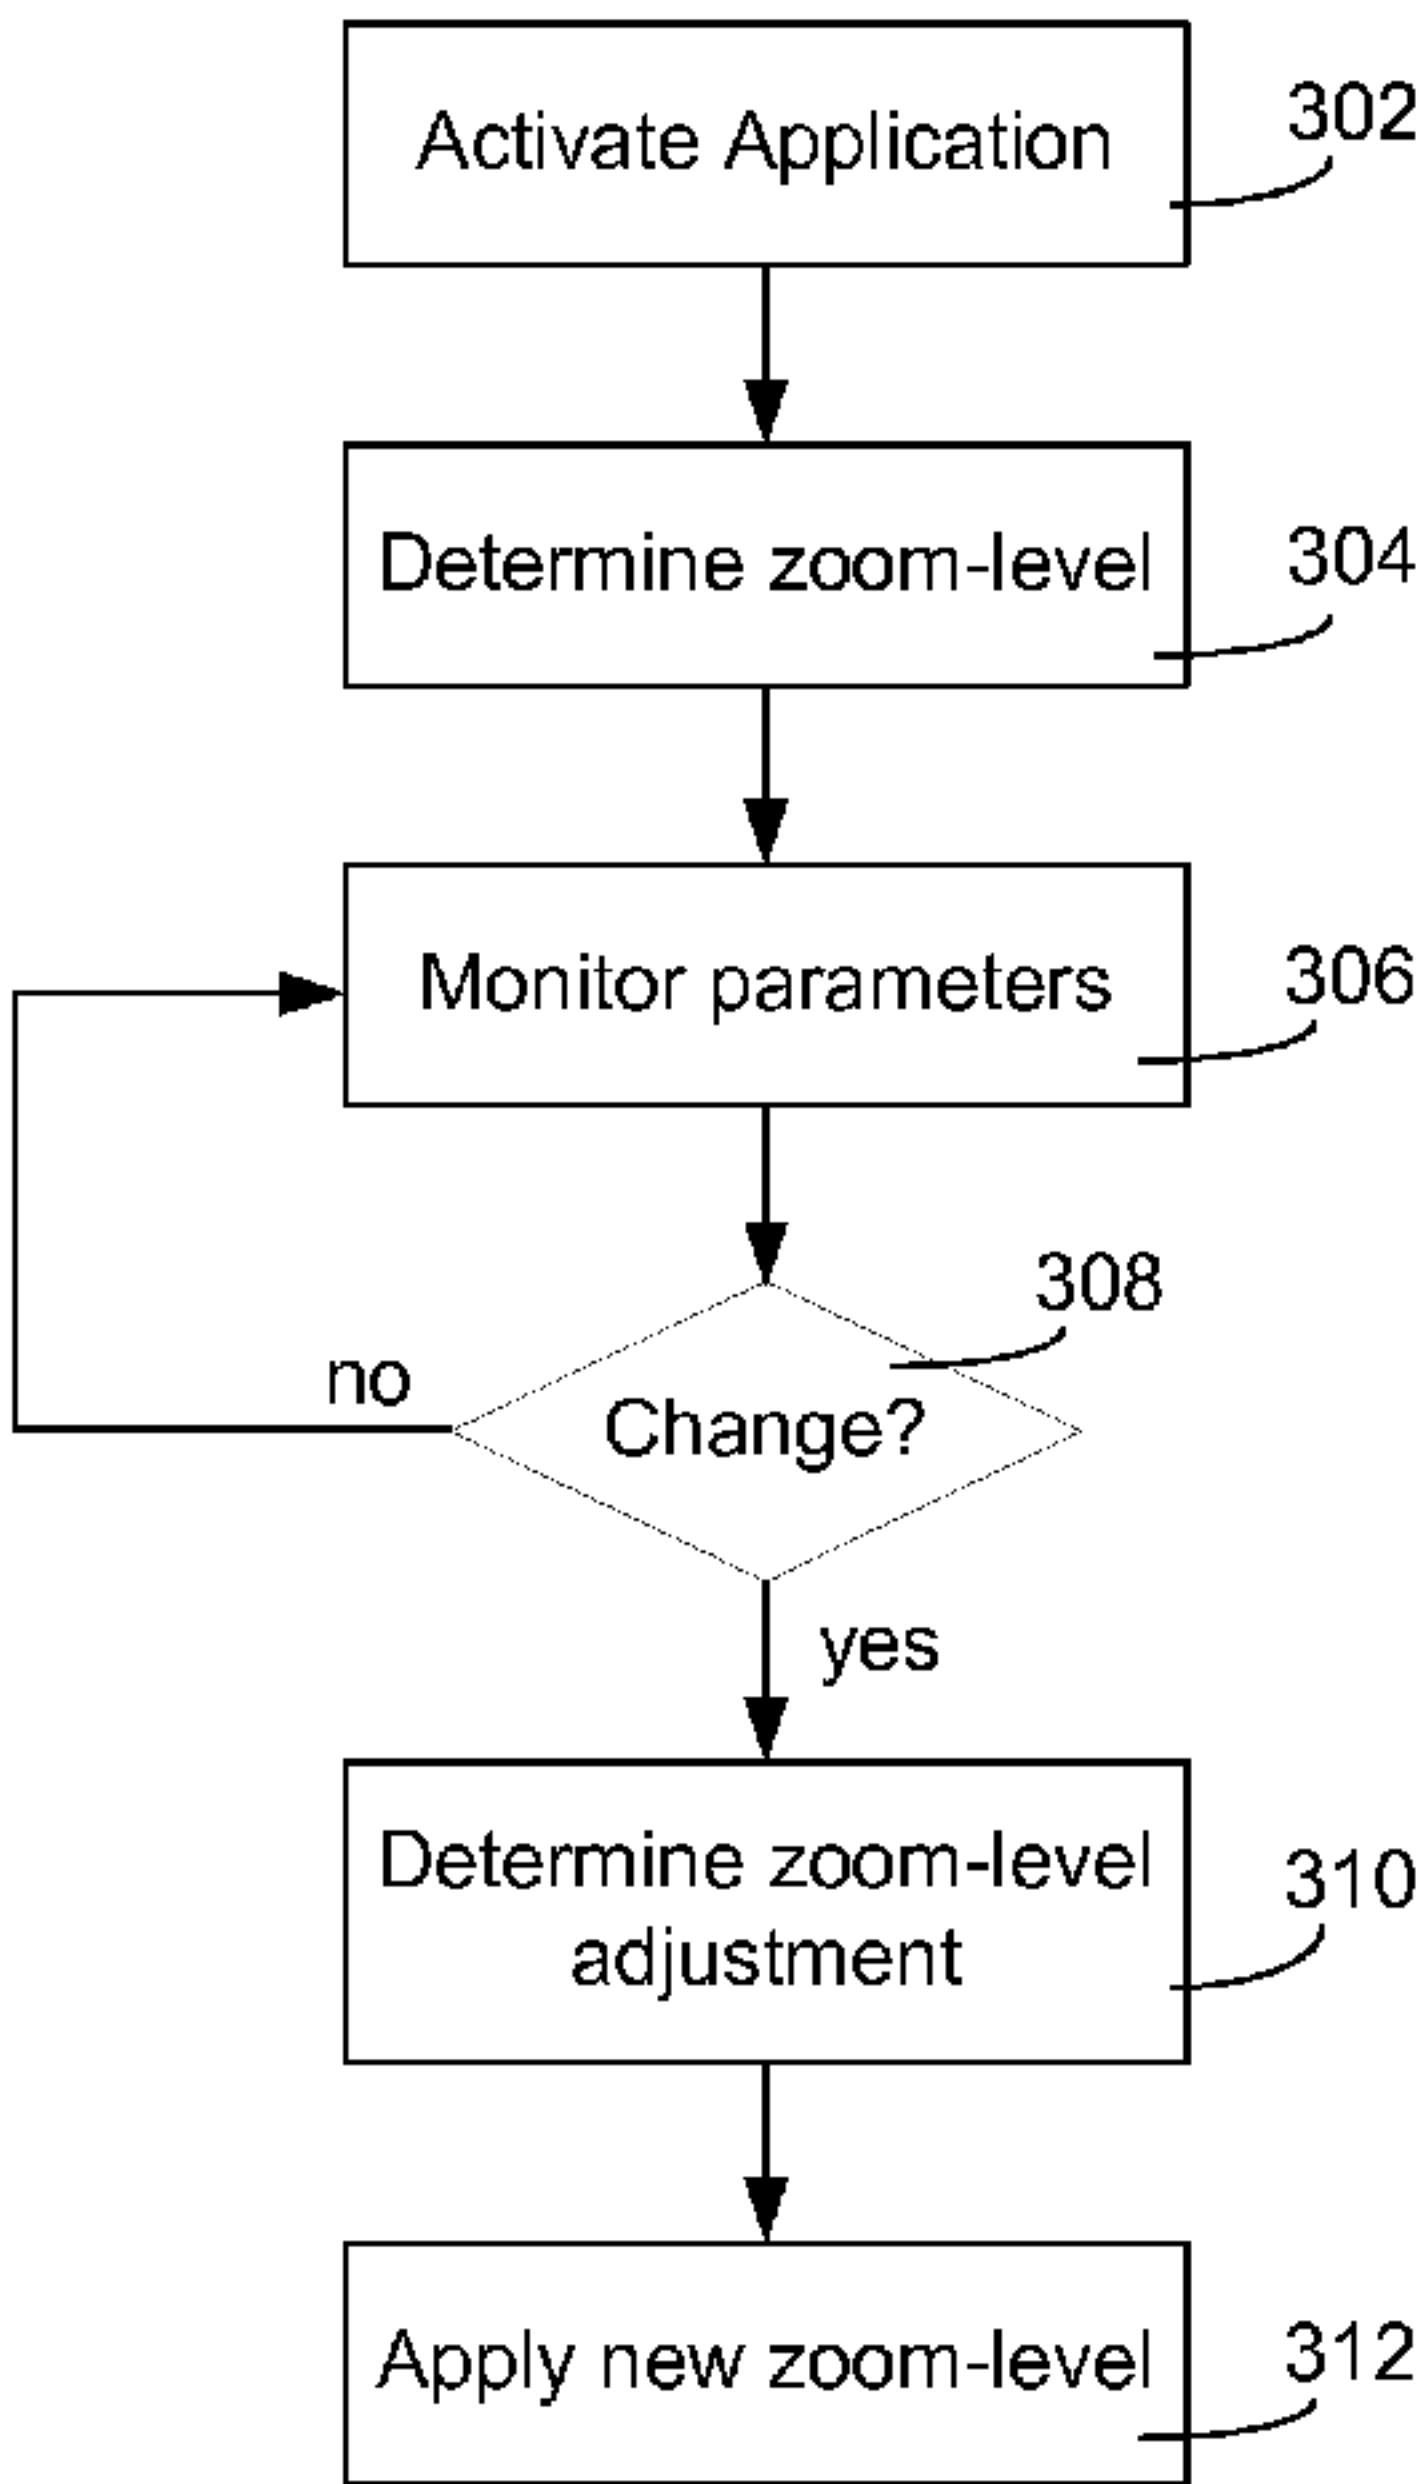 Activate Application
302
Determine zoom-level
304
Monitor parameters
306
308
no
Change?
yes
Determine zoom-level
adjustment
310
Apply new zoom-level
312